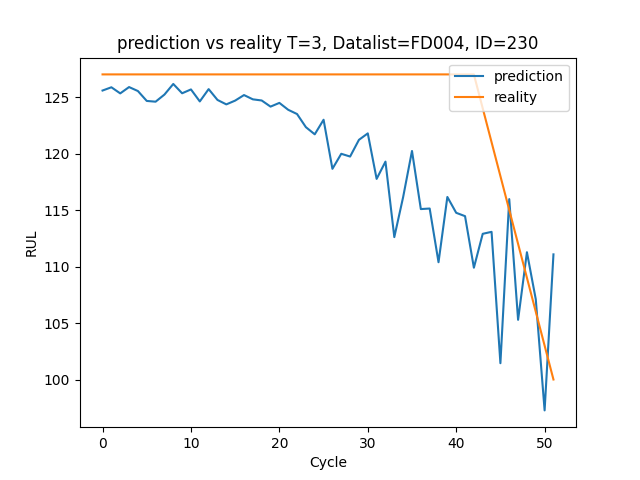 prediction vs reality T=3, Datalist=FD004, ID=230
prediction
reality
125
120
115
110
105
100
RUL
0 10 20 30 40 50
Cycle